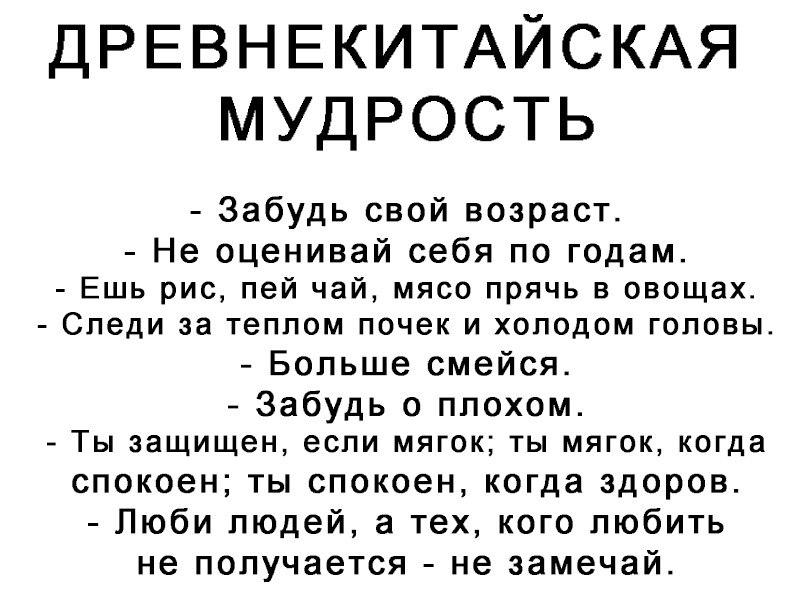 ДРЕВНЕКИТАЙСКАЯ
МУДРОСТЬ
- Забудь свой возраст.
- Не оценивай себя по годам.
- Ешь рис, пей чай, мясо прячь в овощах.
- Следи за теплом почек и холодом головы.
- Больше смейся.
- Забудь о плохом.
- Ты защищен, если мягок; ты мягок, когда
спокоен; ты спокоен, когда здоров.
- Люби людей, а тех, кого любить
не получается - не замечай.